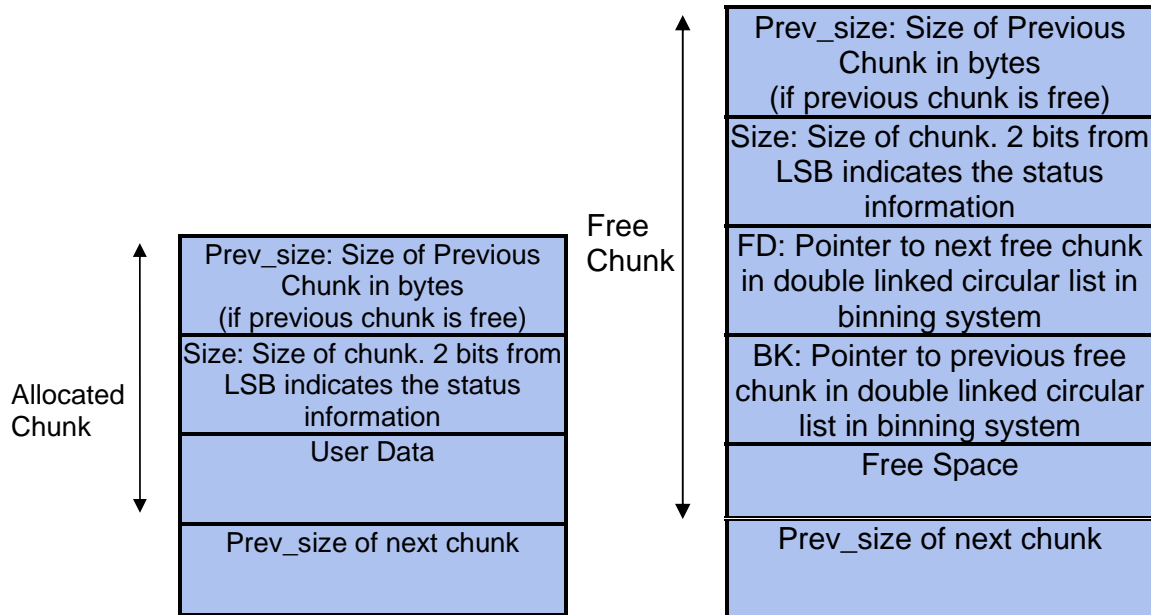 Allocated
Chunk
Prev_size: Size of Previous
Chunk in bytes
(if previous chunk is free)
Size: Size of chunk. 2 bits from
LSB indicates the status
information
User Data
Prev_size of next chunk
Free
Chunk
Prev_size: Size of Previous
Chunk in bytes
(if previous chunk is free)
Size: Size of chunk. 2 bits from
LSB indicates the status
information
FD: Pointer to next free chunk
in double linked circular list in
binning system
BK: Pointer to previous free
chunk in double linked circular
list in binning system
Free Space
Prev_size of next chunk